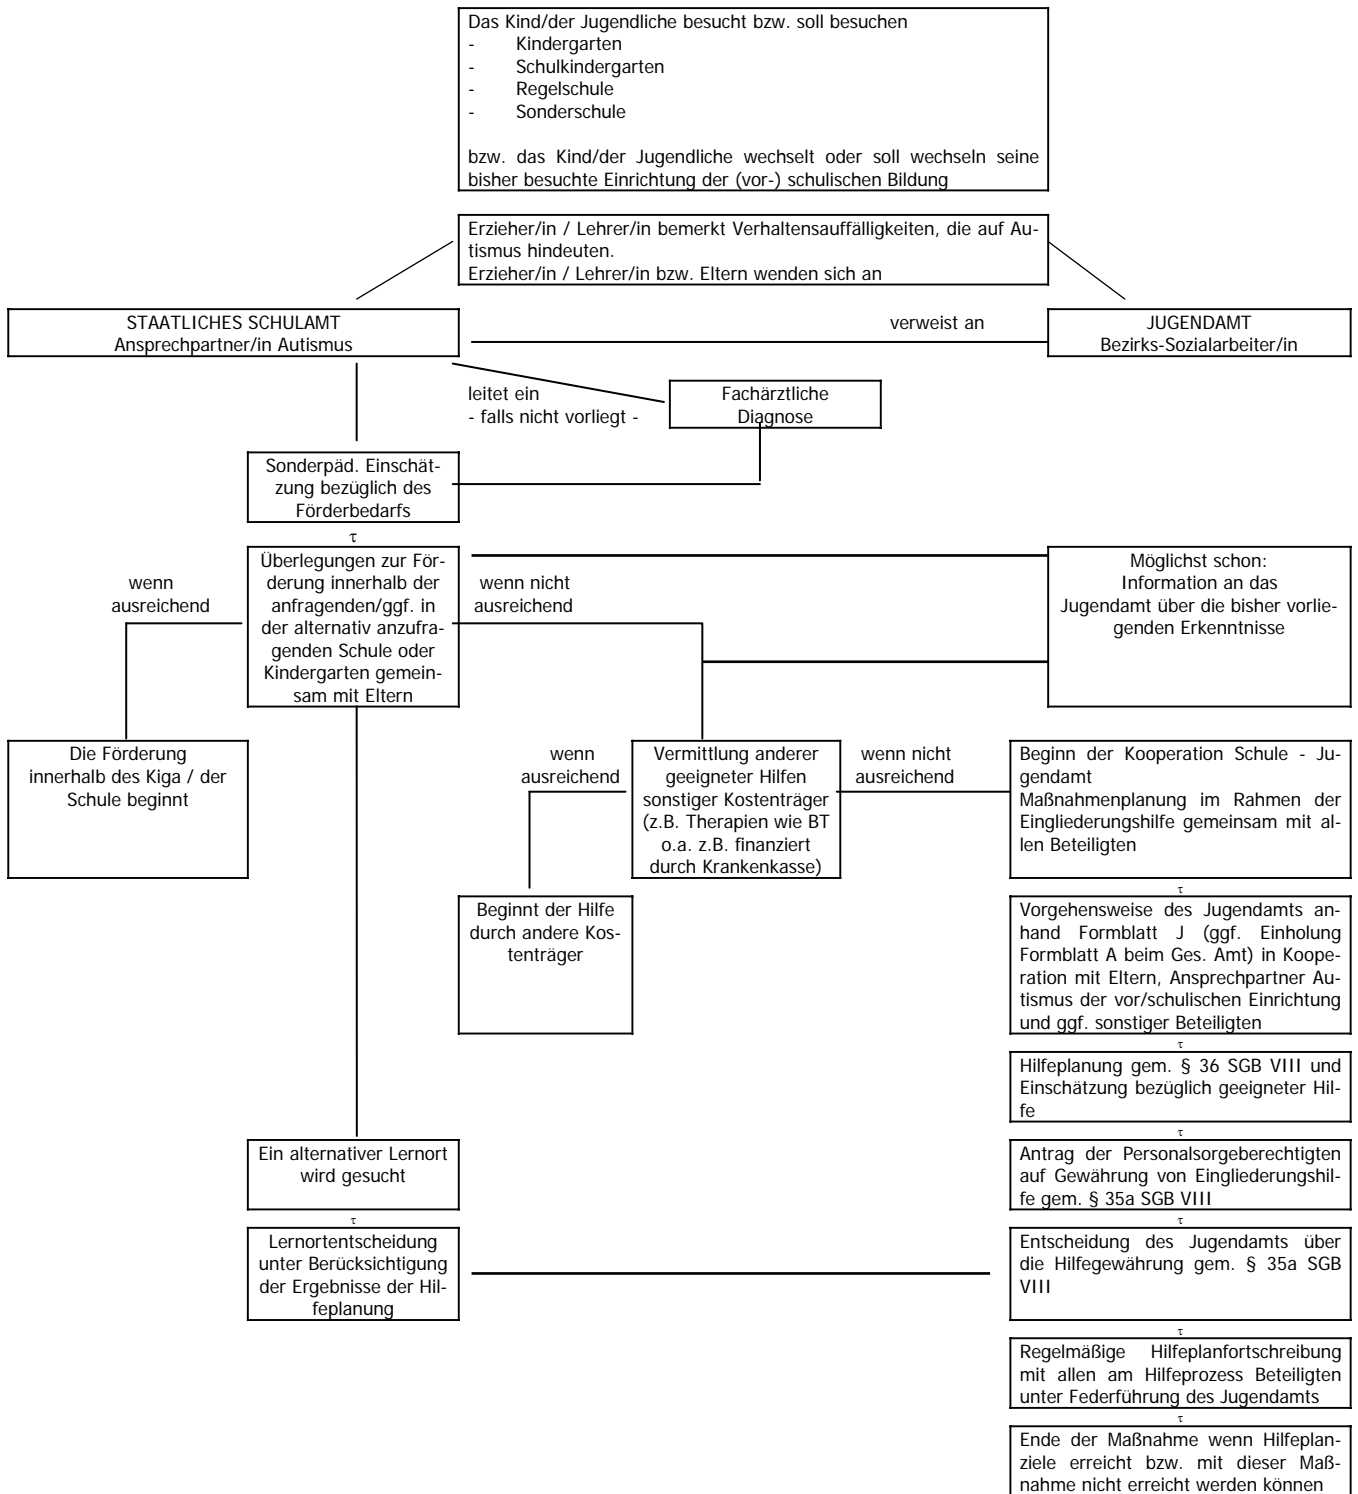 Das Kind/der Jugendliche besucht bzw. soll besuchen
- Kindergarten
- Schulkindergarten
- Regelschule
- Sonderschule
bzw. das Kind/der Jugendliche wechselt oder soll wechseln seine
bisher besuchte Einrichtung der (vor-) schulischen Bildung
Erzieher/in / Lehrer/in bemerkt Verhaltensauffälligkeiten, die auf Au-
tismus hindeuten.
Erzieher/in / Lehrer/in bzw. Eltern wenden sich an
STAATLICHES SCHULAMT
Ansprechpartner/in Autismus
verweist an
JUGENDAMT
Bezirks-Sozialarbeiter/in
leitet ein
- falls nicht vorliegt -
Fachärztliche
Diagnose
Sonderpäd. Einschät-
zung bezüglich des
Förderbedarfs
τ
wenn
ausreichend
Überlegungen zur För-
derung innerhalb der
anfragenden/ggf. in
der alternativ anzufra-
genden Schule oder
Kindergarten gemein-
sam mit Eltern
wenn nicht
ausreichend
Möglichst schon:
Information an das
Jugendamt über die bisher vorlie-
genden Erkenntnisse
Die Förderung
innerhalb des Kiga / der
Schule beginnt
wenn
ausreichend
Vermittlung anderer
geeigneter Hilfen
sonstiger Kostenträger
(z.B. Therapien wie BT
o.a. z.B. finanziert
durch Krankenkasse)
wenn nicht
ausreichend
Beginn der Kooperation Schule - Ju-
gendamt
Maßnahmenplanung im Rahmen der
Eingliederungshilfe gemeinsam mit al-
len Beteiligten
τ
Beginnt der Hilfe
durch andere Kos-
tenträger
Vorgehensweise des Jugendamts an-
hand Formblatt J (ggf. Einholung
Formblatt A beim Ges. Amt) in Koope-
ration mit Eltern, Ansprechpartner Au-
tismus der vor/schulischen Einrichtung
und ggf. sonstiger Beteiligten
τ
Hilfeplanung gem. § 36 SGB VIII und
Einschätzung bezüglich geeigneter Hil-
fe
τ
Ein alternativer Lernort
wird gesucht
τ
Antrag der Personalsorgeberechtigten
auf Gewährung von Eingliederungshil-
fe gem. § 35a SGB VIII
τ
Lernortentscheidung
unter Berücksichtigung
der Ergebnisse der Hil-
feplanung
Entscheidung des Jugendamts über
die Hilfegewährung gem. § 35a SGB
VIII
τ
Regelmäßige Hilfeplanfortschreibung
mit allen am Hilfeprozess Beteiligten
unter Federführung des Jugendamts
τ
Ende der Maßnahme wenn Hilfeplan-
ziele erreicht bzw. mit dieser Maß-
nahme nicht erreicht werden können